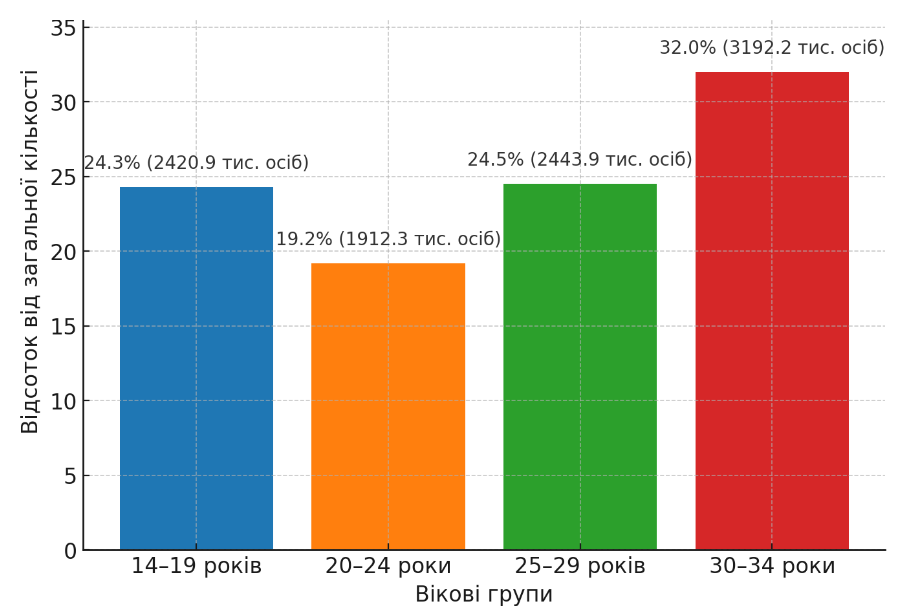 Відсоток від загальної кількості
35
30
25
20
15
10
5
0
24.3% (2420.9 тис. осіб)
19.2% (1912.3 тис. осіб)
24.5% (2443.9 тис. осіб)
32.0% (3192.2 тис. осіб)
14–19 років
20–24 роки
25–29 років
30–34 роки
Вікові групи